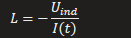 L = −U_ind / I(t)